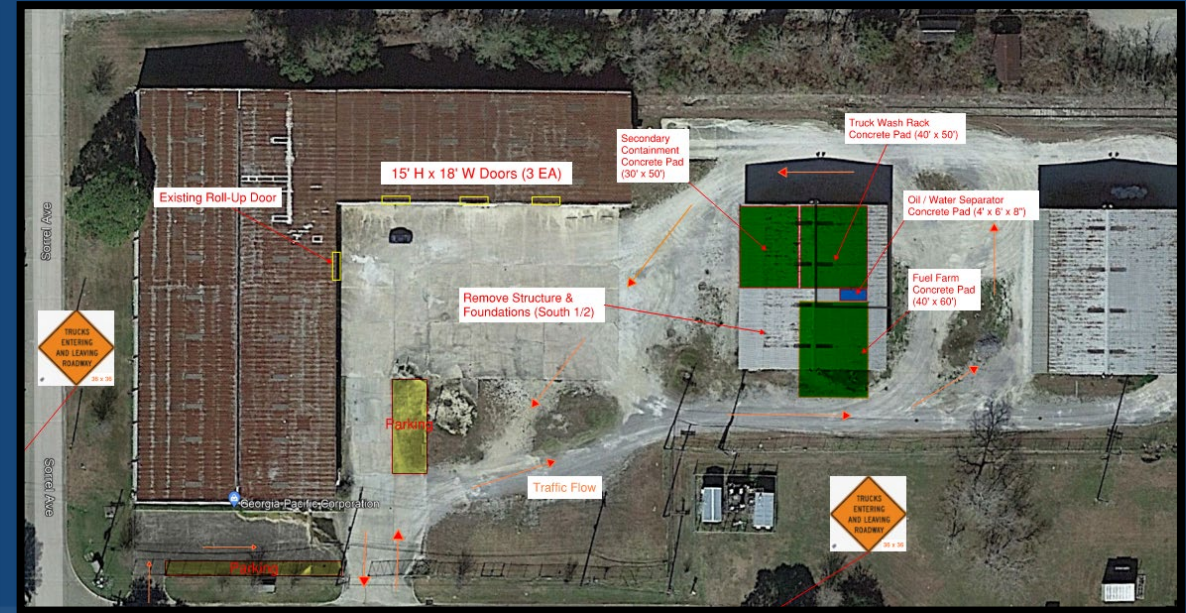 Sorrel Ave
Existing Roll-Up Door
15' H x 18' W Doors (3 EA)
Secondary
Containment
Concrete Pad
(30' x 50')
Truck Wash Rack
Concrete Pad (40' x 50')
Oil / Water Separator
Concrete Pad (4' x 6' x 8")
Fuel Farm
Concrete Pad
(40' x 60')
Remove Structure &
Foundations (South 1/2)
TRUCKS
ENTERING
AND LEAVING
ROADWAY
36 x 36
Parking
Sorrel Ave
Georgia-Pacific Corporation
Traffic Flow
TRUCKS
ENTERING
AND LEAVING
ROADWAY
36 x 36
Parking